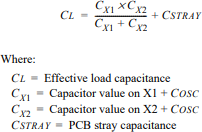 CL = CX1 × CX2 / CX1 + CX2 + CSTRAY
Where:
CL = Effective load capacitance
CX1 = Capacitor value on X1 + COSC
CX2 = Capacitor value on X2 + COSC
CSTRAY = PCB stray capacitance